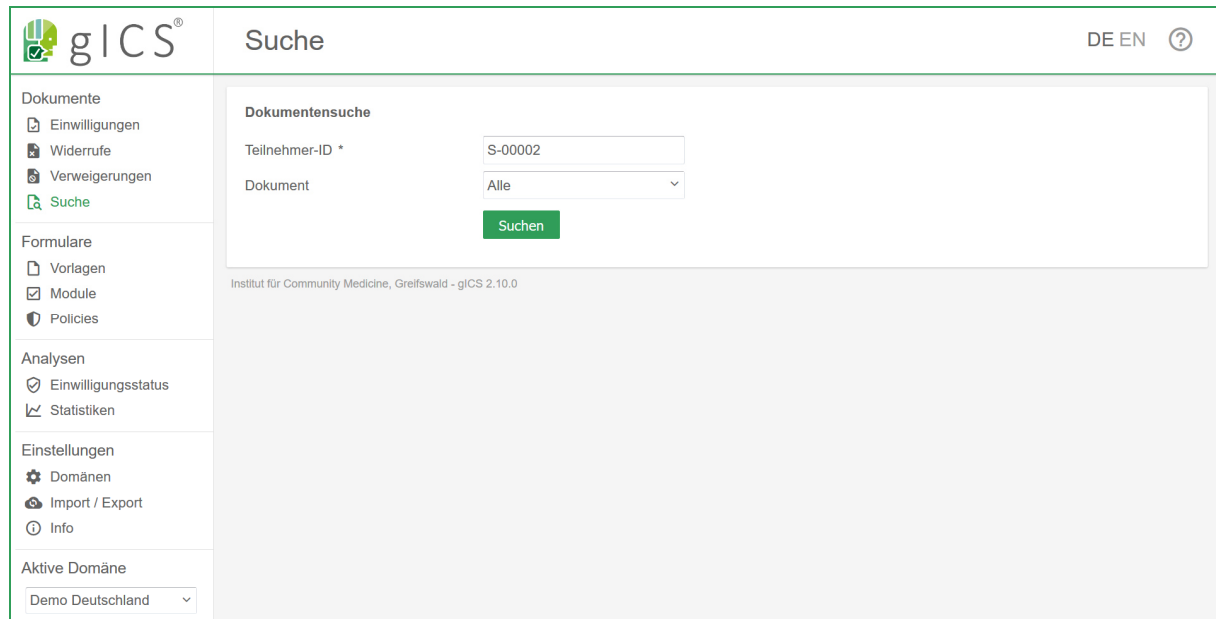 gICS®
Suche
DE EN
?
Dokumente
Einwilligungen
Widerrufe
Verweigerungen
Suche
Formulare
Vorlagen
Module
Policies
Analysen
Einwilligungsstatus
Statistiken
Einstellungen
Domänen
Import / Export
Info
Aktive Domäne
Demo Deutschland
Dokumentensuche
Teilnehmer-ID * S-00002
Dokument Alle
Suchen
Institut für Community Medicine, Greifswald - gICS 2.10.0